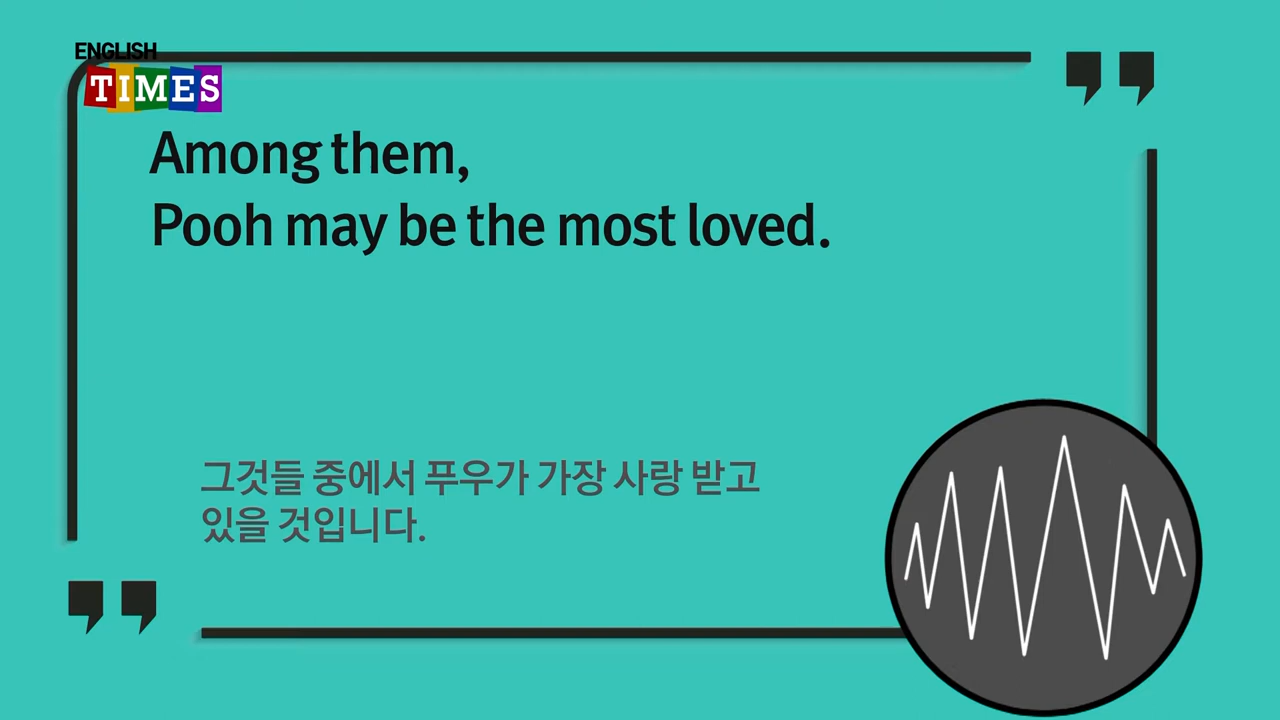 ENGLISH
TIMES
Among them,
Pooh may be the most loved.
그것들 중에서 푸우가 가장 사랑 받고
있을 것입니다.